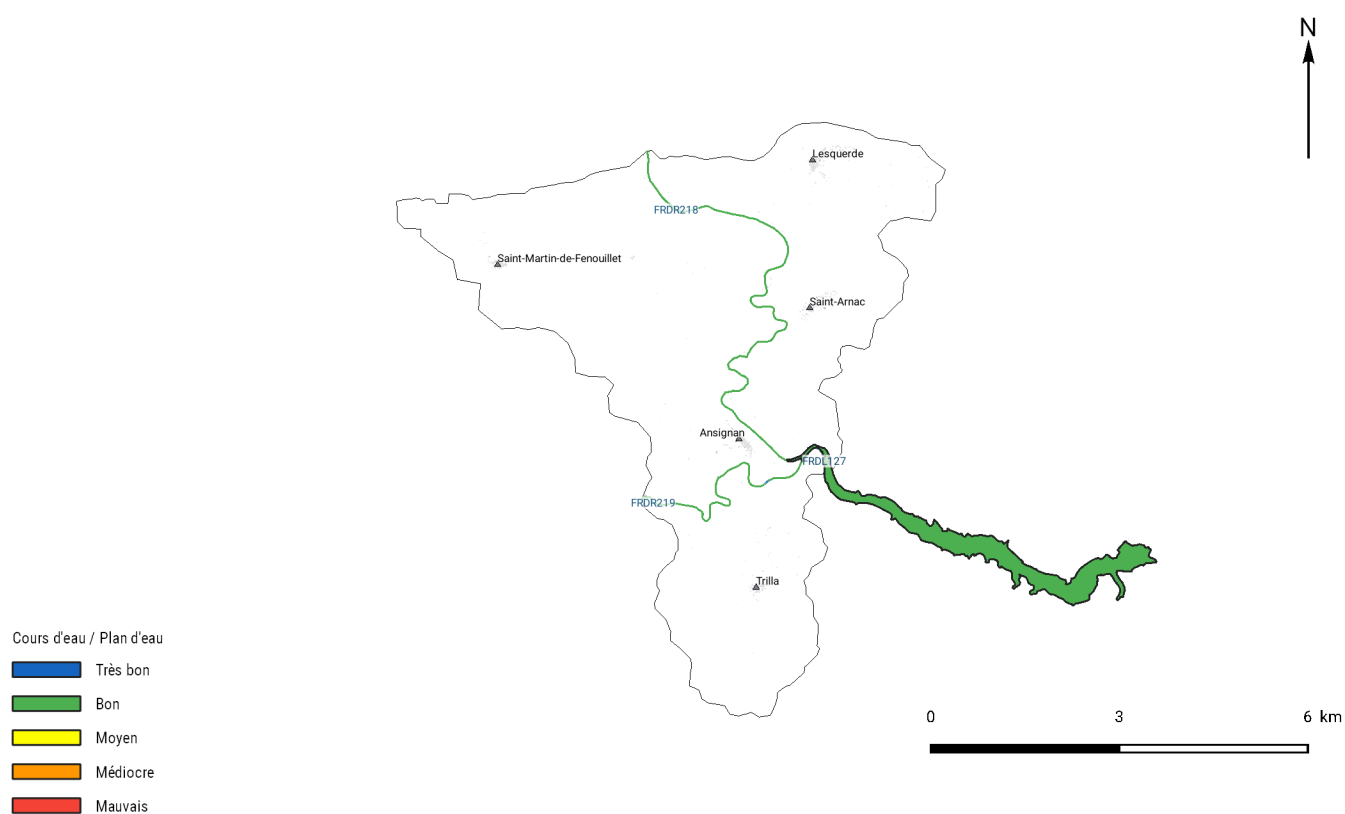 N
Lesquerde
FRDR218
Saint-Martin-de-Fenouillet
Saint-Arnac
Ansignan
FRDL127
FRDR219
Trilla
Cours d'eau / Plan d'eau
Très bon
Bon
Moyen
Médiocre
Mauvais
0 3 6 km